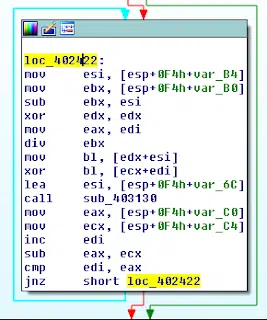 loc_402422:
mov esi, [esp+0F4h+var_B4]
mov ebx, [esp+0F4h+var_B0]
sub ebx, esi
xor edx, edx
mov eax, edi
div ebx
mov bl, [edx+esi]
xor bl, [ecx+edi]
lea esi, [esp+0F4h+var_6C]
call sub_403130
mov eax, [esp+0F4h+var_C0]
mov ecx, [esp+0F4h+var_C4]
inc edi
sub eax, ecx
cmp edi, eax
jnz short loc_402422